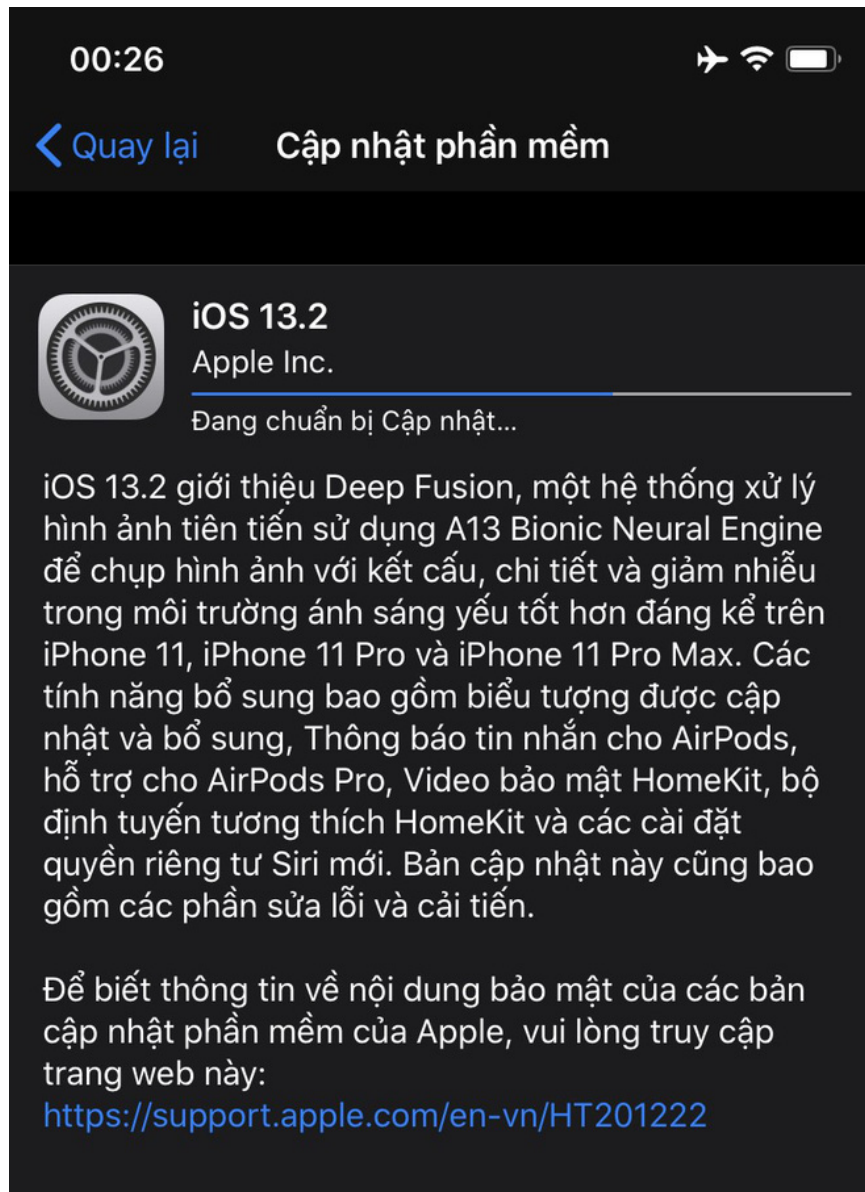 00:26
Quay lại
Cập nhật phần mềm
iOS 13.2
Apple Inc.
Đang chuẩn bị Cập nhật...
iOS 13.2 giới thiệu Deep Fusion, một hệ thống xử lý
hình ảnh tiên tiến sử dụng A13 Bionic Neural Engine
để chụp hình ảnh với kết cấu, chi tiết và giảm nhiễu
trong môi trường ánh sáng yếu tốt hơn đáng kể trên
iPhone 11, iPhone 11 Pro và iPhone 11 Pro Max. Các
tính năng bổ sung bao gồm biểu tượng được cập
nhật và bổ sung, Thông báo tin nhắn cho AirPods,
hỗ trợ cho AirPods Pro, Video bảo mật HomeKit, bộ
định tuyến tương thích HomeKit và các cài đặt
quyền riêng tư Siri mới. Bản cập nhật này cũng bao
gồm các phần sửa lỗi và cải tiến.
Để biết thông tin về nội dung bảo mật của các bản
cập nhật phần mềm của Apple, vui lòng truy cập
trang web này:
https://support.apple.com/en-vn/HT201222